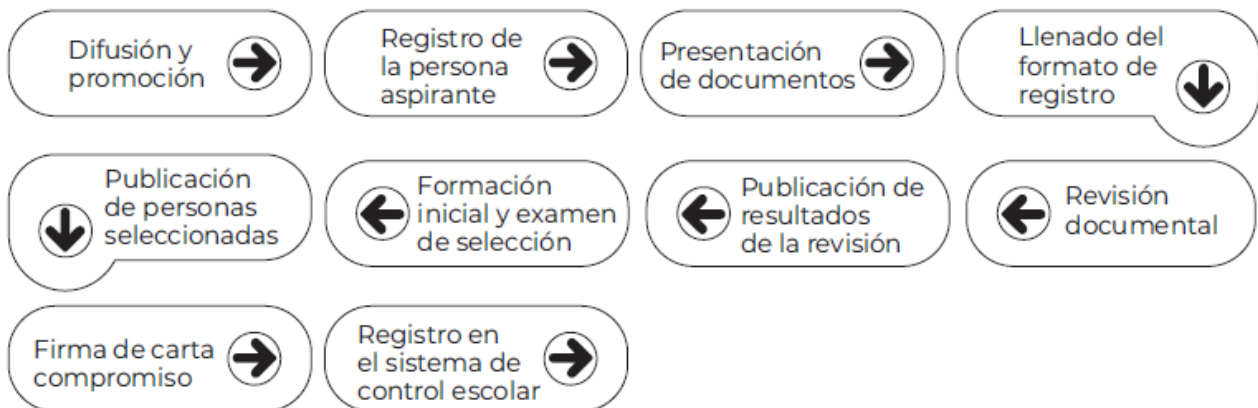 Difusión y
promoción
Registro de
la persona
aspirante
Presentación
de documentos
Llenado del
formato de
registro
Revisión
documental
Publicación de
resultados
de la revisión
Formación
inicial y examen
de selección
Publicación
de personas
seleccionadas
Firma de carta
compromiso
Registro en
el sistema de
control escolar